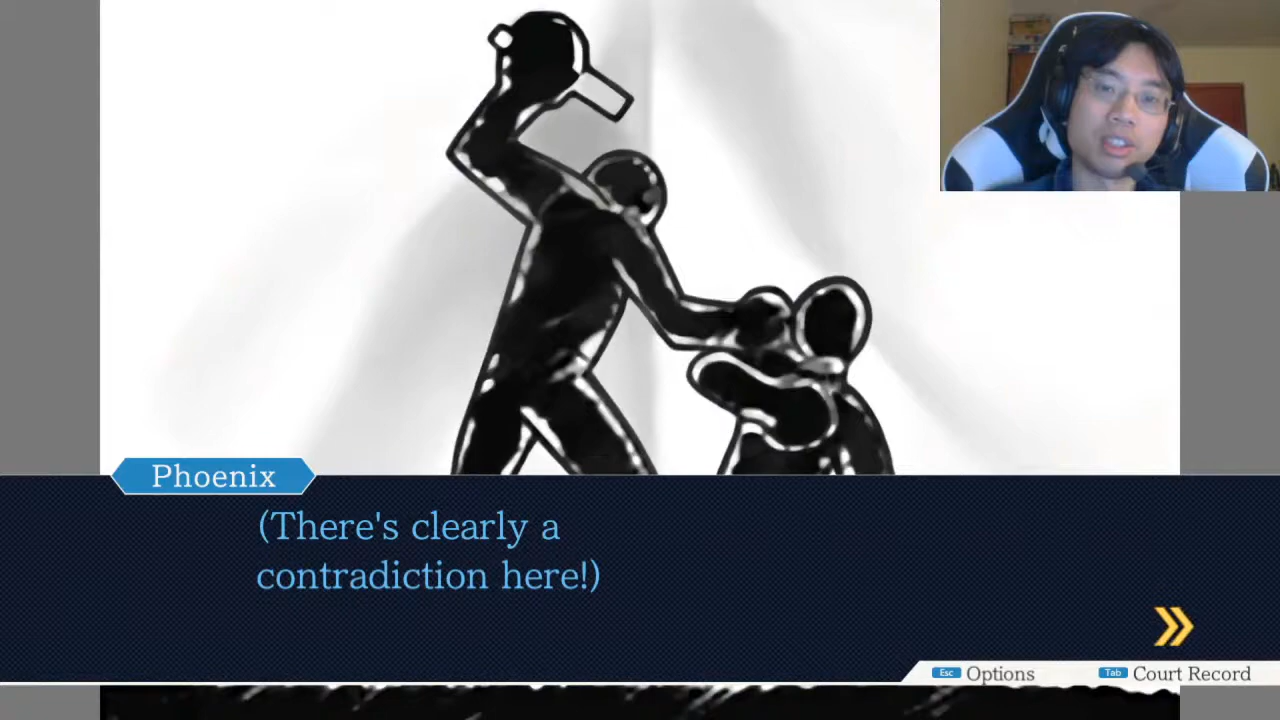 Phoenix
(There's clearly a
contradiction here!)
Esc Options Tab Court Record